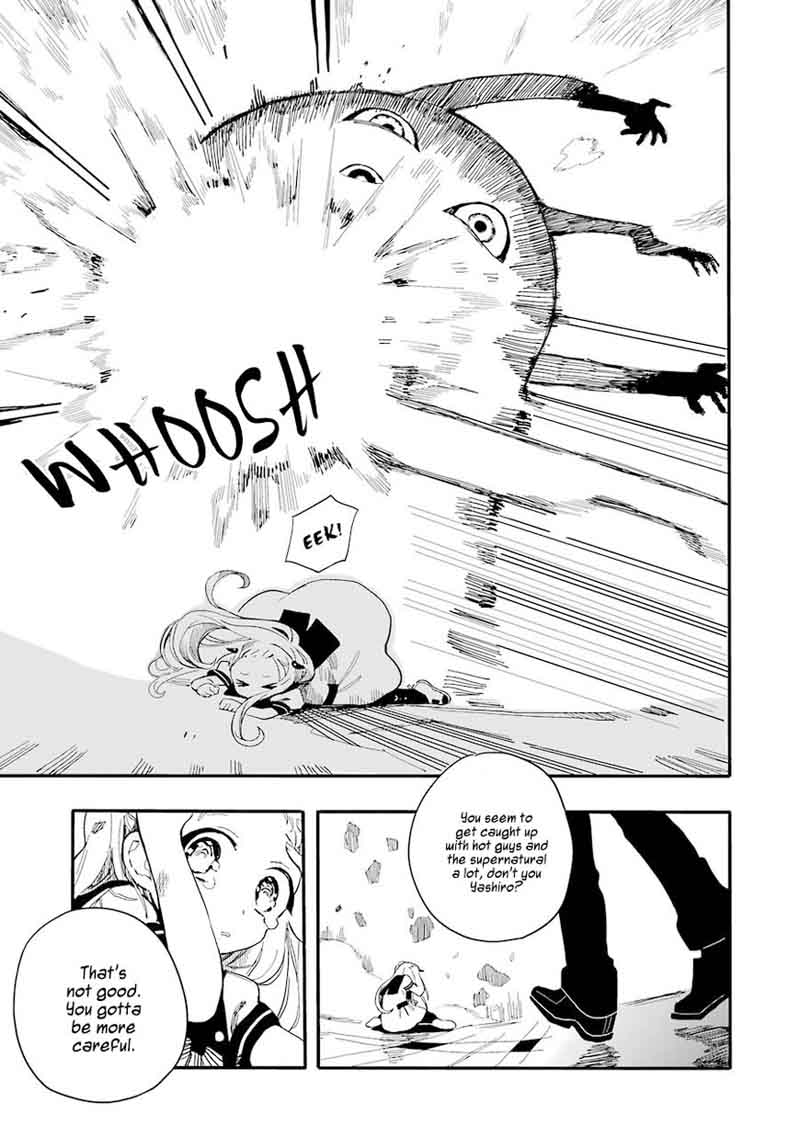 WHOOSH
EEK!
You seem to
get caught up
with hot guys and
the supernatural
a lot, don't you
Yashiro?
That's
not good.
You gotta
be more
careful.